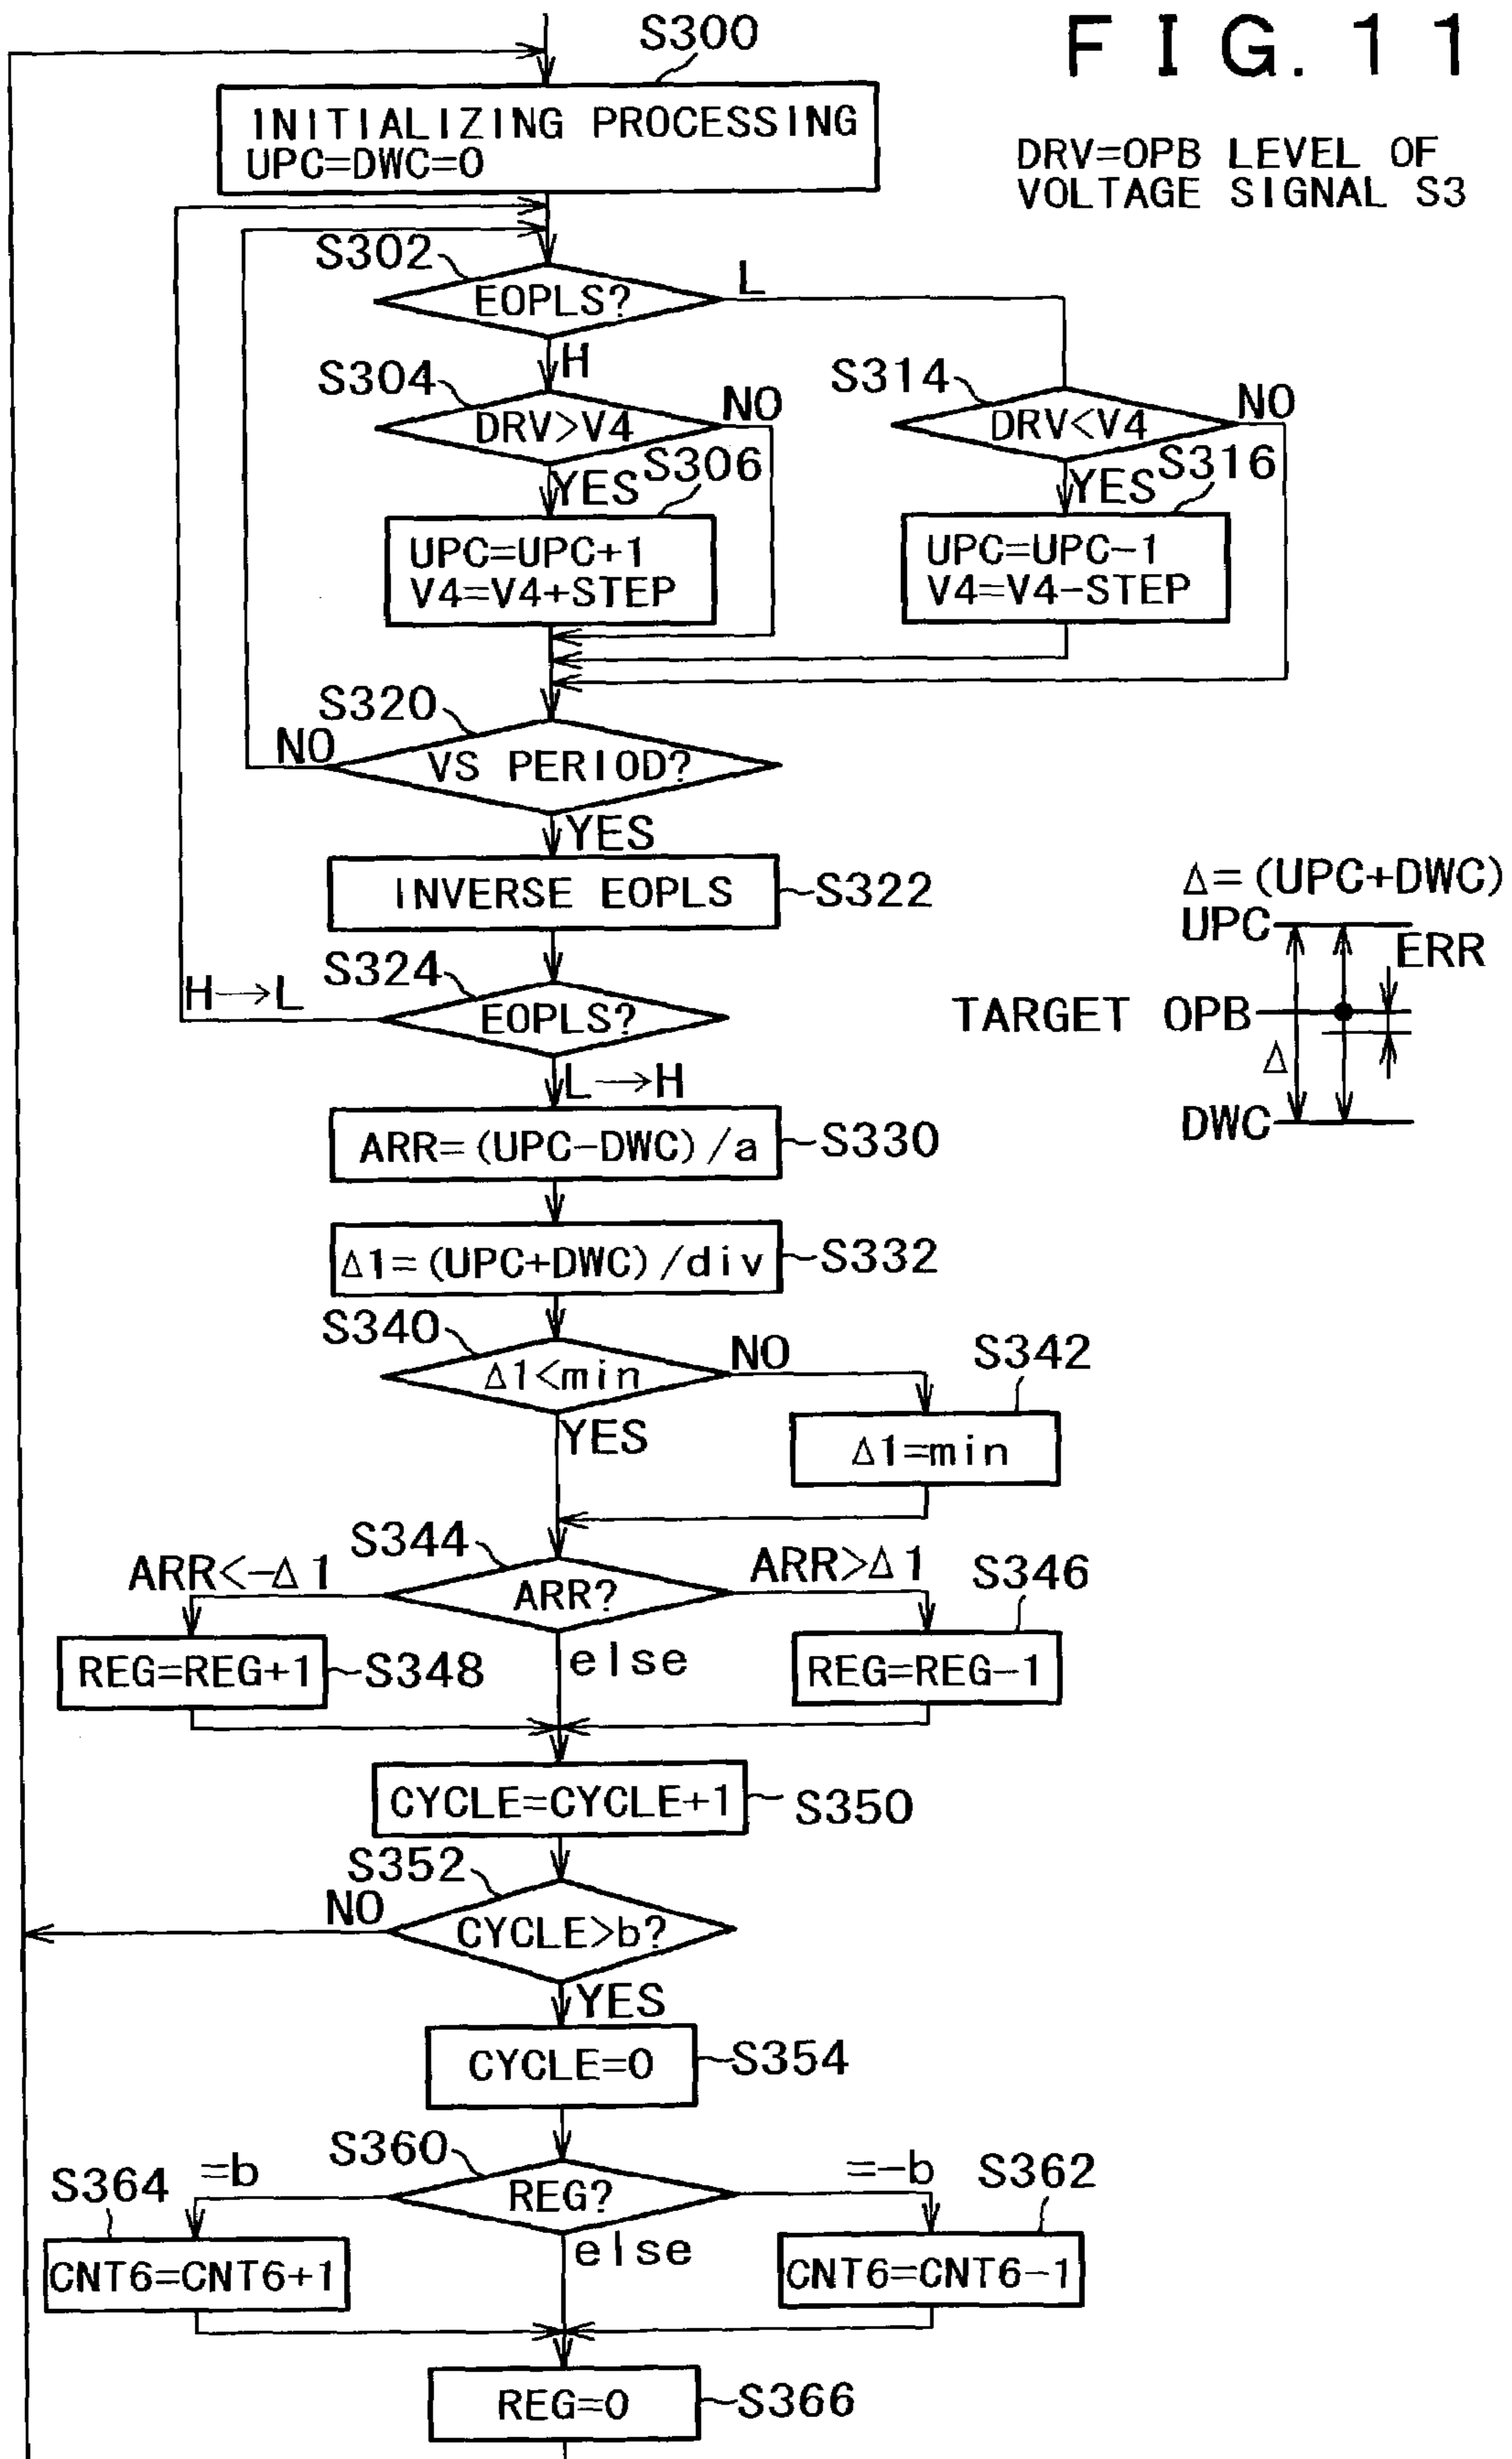 FIG. 11
S300
INITIALIZING PROCESSING
UPC=DWC=0
DRV=OPB LEVEL OF
VOLTAGE SIGNAL S3
S302
EOPLS?
L
H
S304
DRV>V4
NO
S314
DRV<V4
NO
YES
S306
YES
S316
UPC=UPC+1
V4=V4+STEP
UPC=UPC-1
V4=V4-STEP
S320
NO
VS PERIOD?
YES
INVERSE EOPLS
S322
Δ=(UPC+DWC)
UPC
ERR
TARGET OPB
Δ
DWC
S324
H→L
EOPLS?
L→H
ARR=(UPC-DWC)/a
S330
Δ1=(UPC+DWC)/div
S332
S340
Δ1<min
NO
S342
YES
Δ1=min
S344
ARR<-Δ1
ARR?
ARR>Δ1
S346
REG=REG+1
S348
else
REG=REG-1
CYCLE=CYCLE+1
S350
S352
NO
CYCLE>b?
YES
CYCLE=0
S354
S360
S364
=b
REG?
=-b
S362
CNT6=CNT6+1
else
CNT6=CNT6-1
REG=0
S366